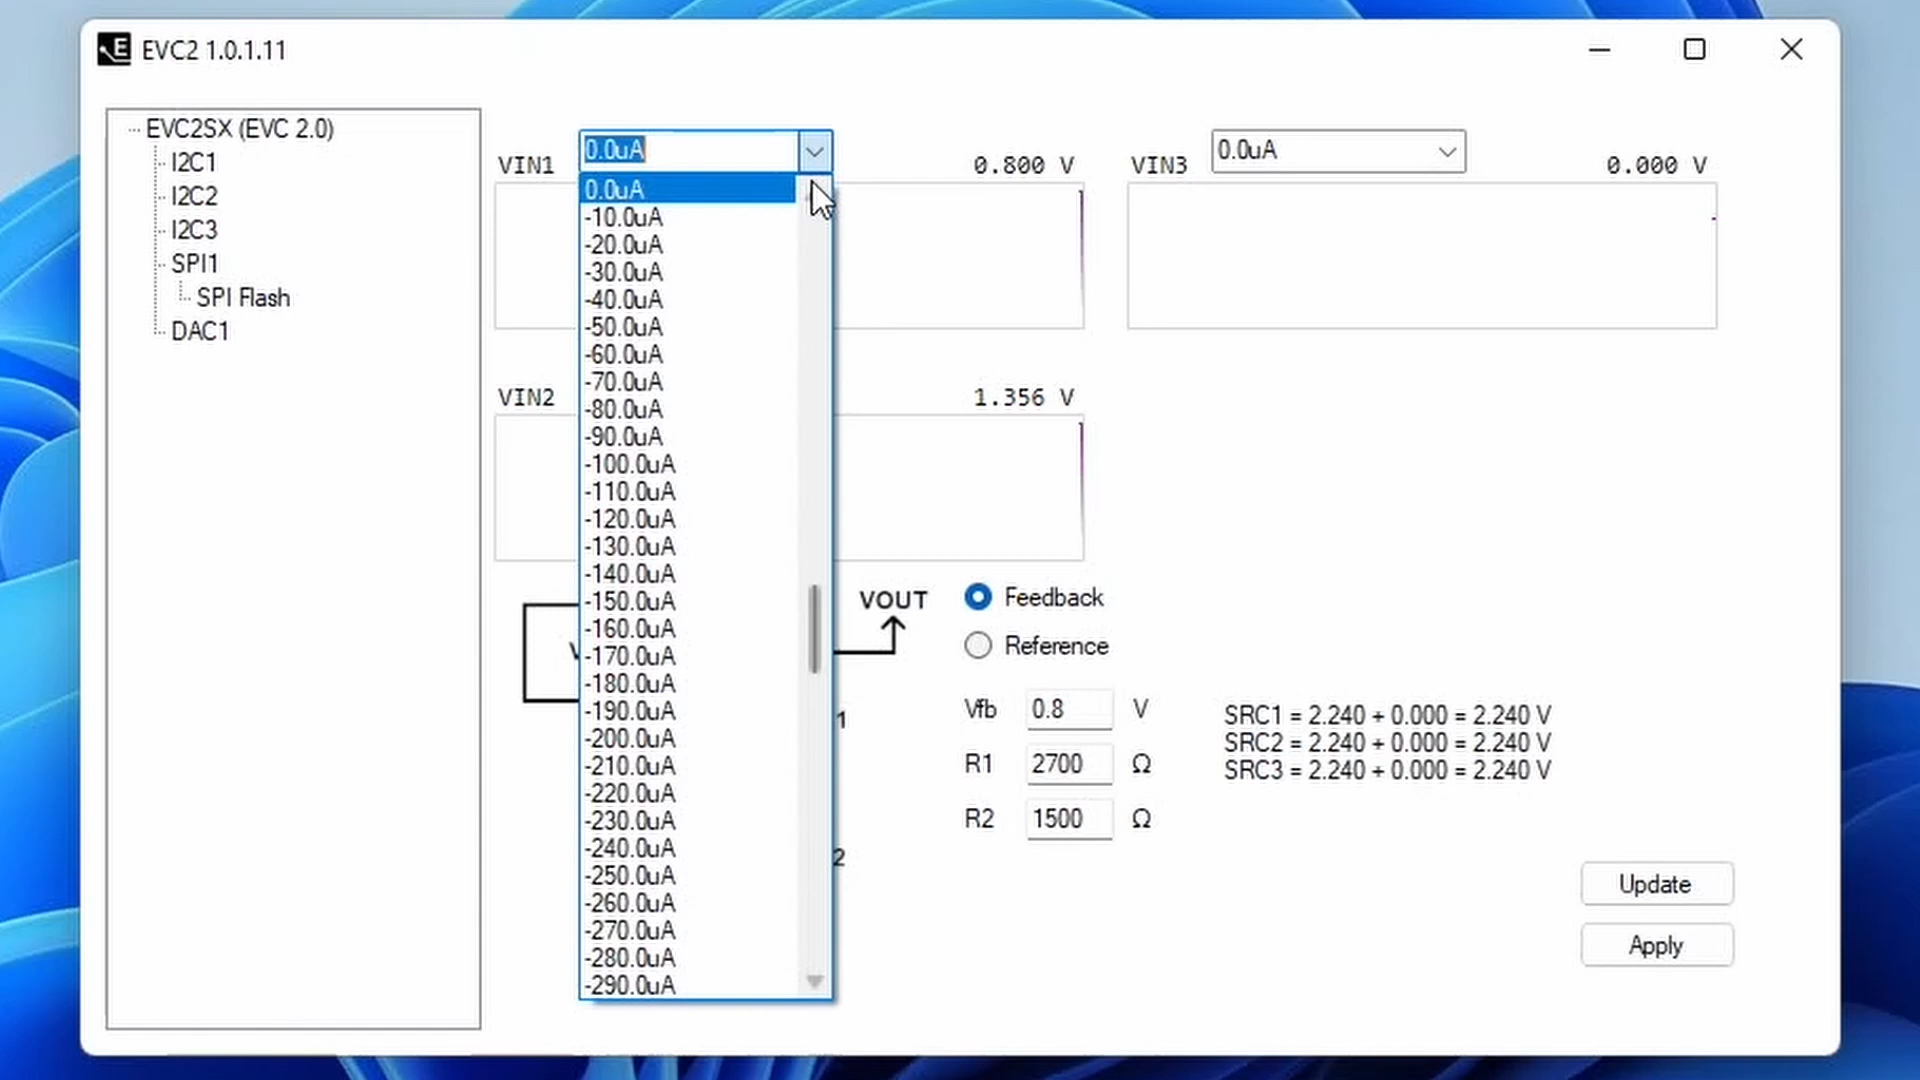 EVC2 1.0.1.11
EVC2SX (EVC 2.0)
I2C1
I2C2
I2C3
SPI1
SPI Flash
DAC1
VIN1
0.0uA
0.800 V
0.0uA
-10.0uA
-20.0uA
-30.0uA
-40.0uA
-50.0uA
-60.0uA
-70.0uA
-80.0uA
-90.0uA
-100.0uA
-110.0uA
-120.0uA
-130.0uA
-140.0uA
-150.0uA
-160.0uA
-170.0uA
-180.0uA
-190.0uA
-200.0uA
-210.0uA
-220.0uA
-230.0uA
-240.0uA
-250.0uA
-260.0uA
-270.0uA
-280.0uA
-290.0uA
VIN3
0.0uA
0.000 V
VIN2
1.356 V
VOUT
1
2
Feedback
Reference
Vfb 0.8 V
R1 2700 Ω
R2 1500 Ω
SRC1 = 2.240 + 0.000 = 2.240 V
SRC2 = 2.240 + 0.000 = 2.240 V
SRC3 = 2.240 + 0.000 = 2.240 V
Update
Apply